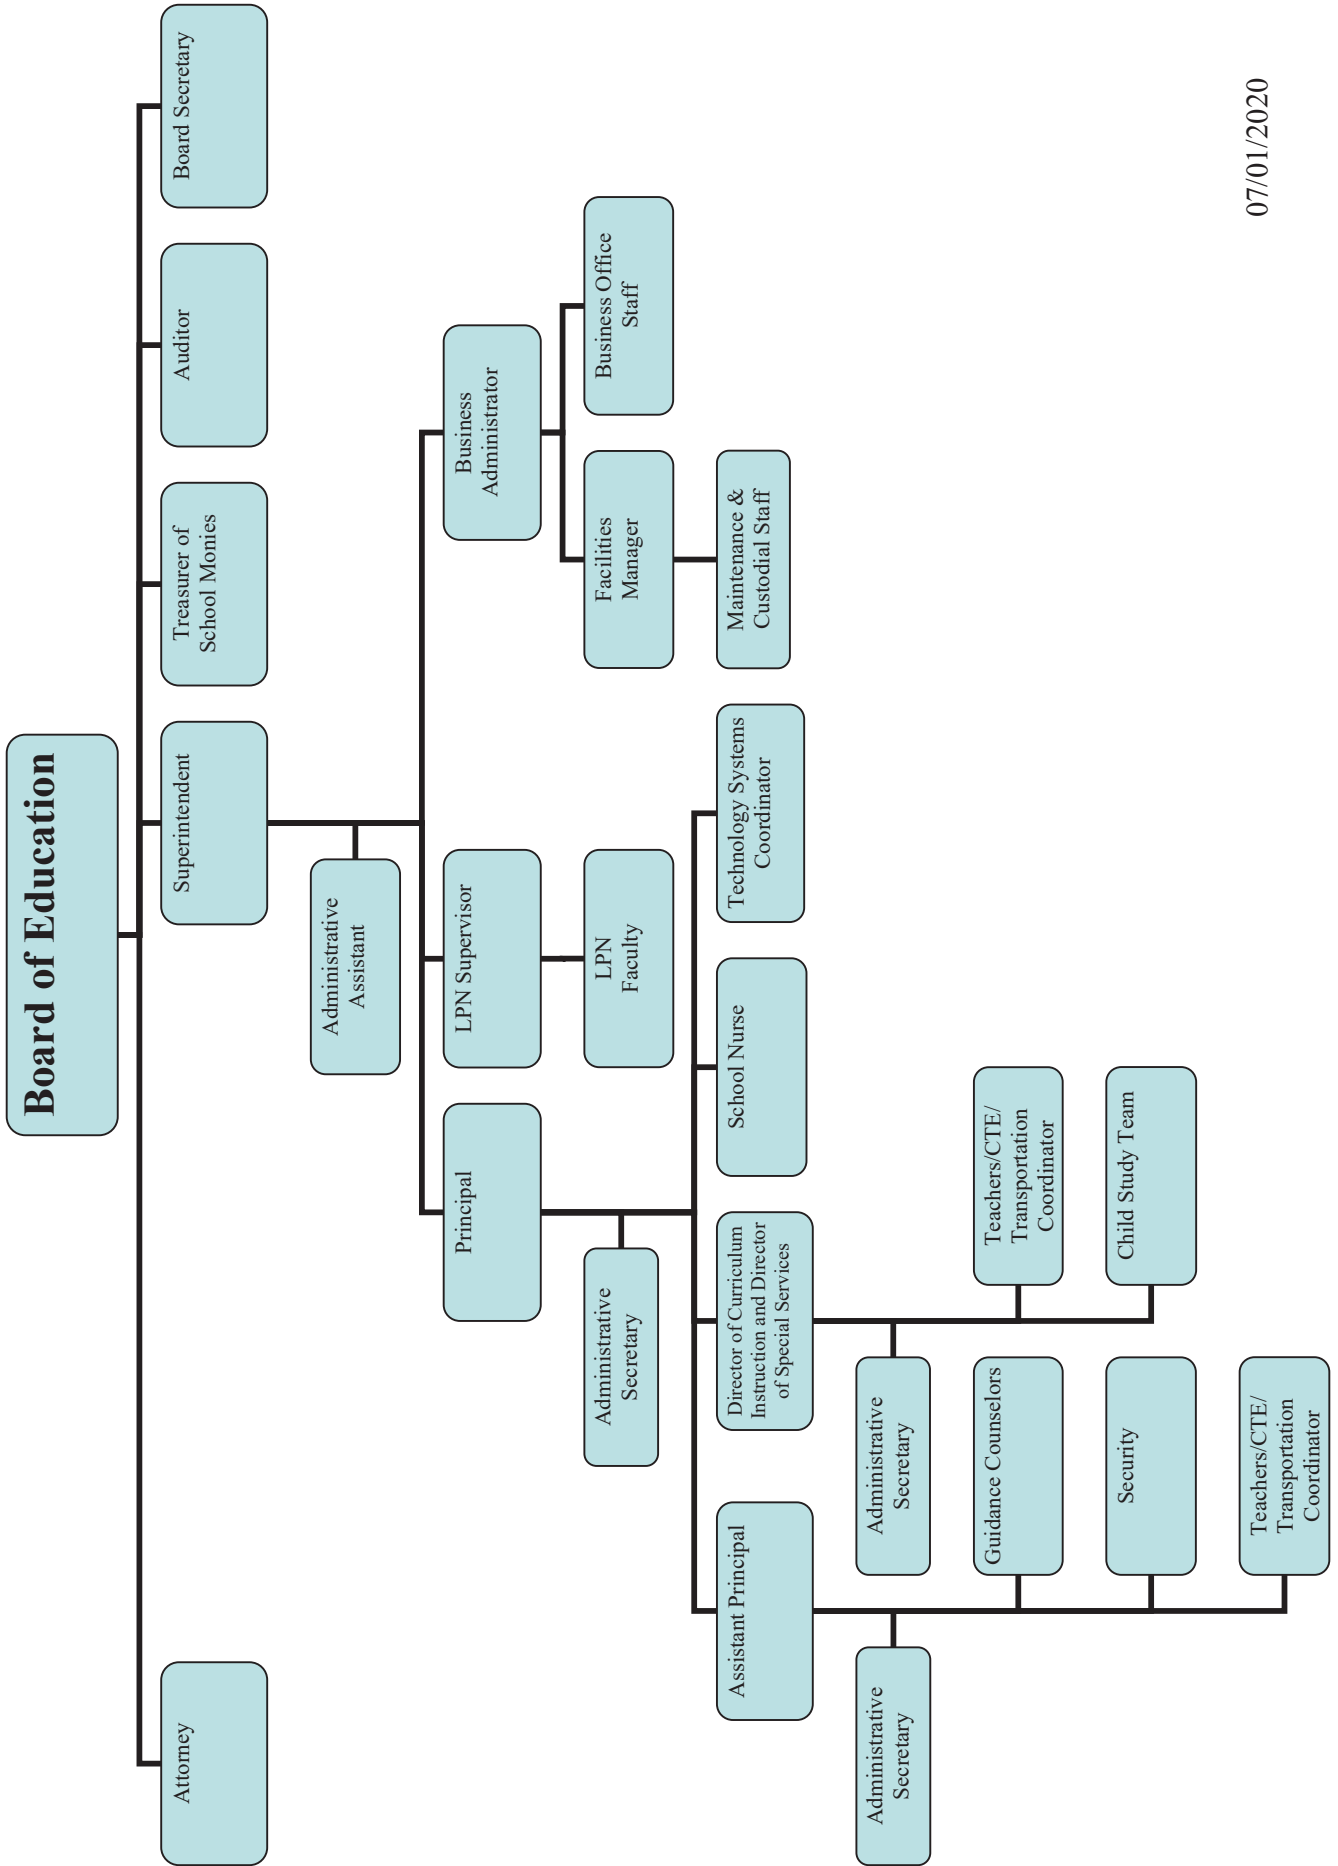 Board of Education
Attorney
Superintendent
Treasurer of
School Monies
Auditor
Board Secretary
Administrative
Assistant
Principal
LPN Supervisor
Business
Administrator
Administrative
Secretary
LPN
Faculty
Facilities
Manager
Business Office
Staff
Assistant Principal
Director of Curriculum
Instruction and Director
of Special Services
School Nurse
Technology Systems
Coordinator
Maintenance &
Custodial Staff
Administrative
Secretary
Administrative
Secretary
Guidance Counselors
Teachers/CTE/
Transportation
Coordinator
Security
Child Study Team
Teachers/CTE/
Transportation
Coordinator
07/01/2020